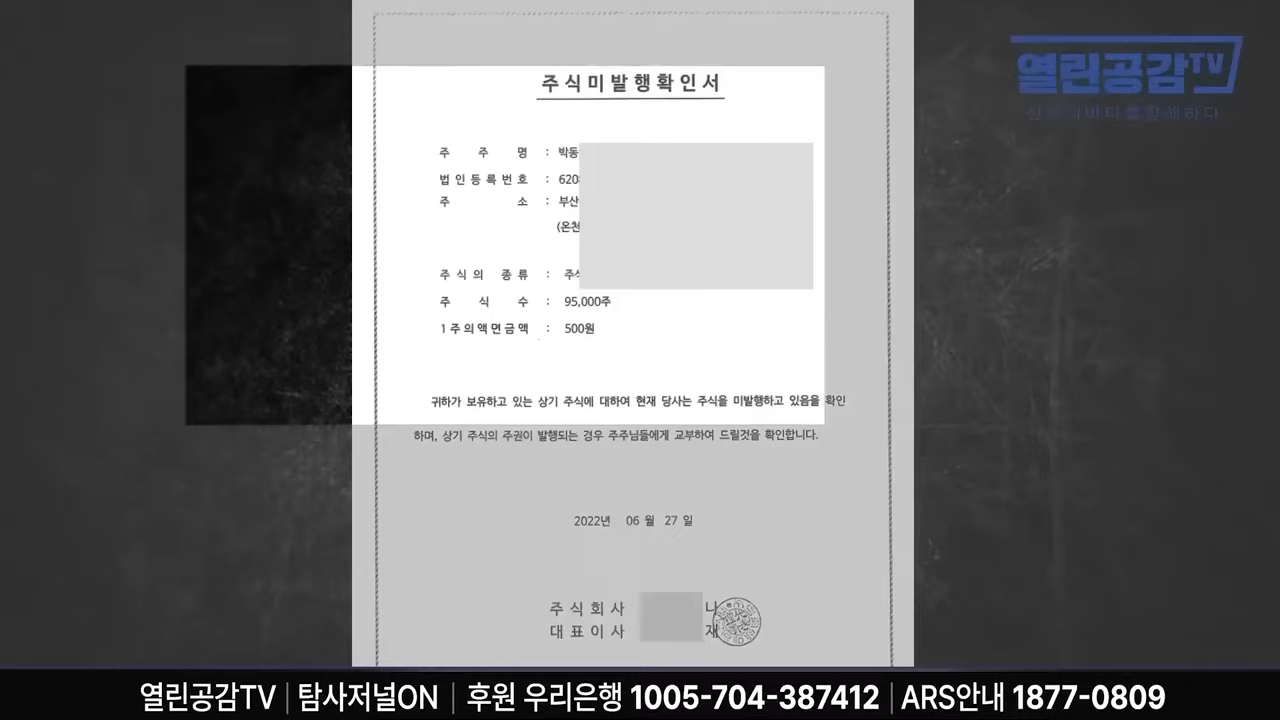 열린공감TV
주식미발행확인서
주 주 명 : 박동
법인등록번호 : 620
주 소 : 부산
(온천
주식의 종류 :
주 식 수 : 95,000주
1주의액면금액 : 500원
귀하가 보유하고 있는 상기 주식에 대하여 현재 당사는 주식을 미발행하고 있음을 확인
하며, 상기 주식의 주권이 발행되는 경우 주주님들에게 교부하여 드릴것을 확인합니다.
2022년 06 월 27 일
주식회사 나
대표이사 재
열린공감TV | 탐사저널ON | 후원 우리은행 1005-704-387412 | ARS안내 1877-0809